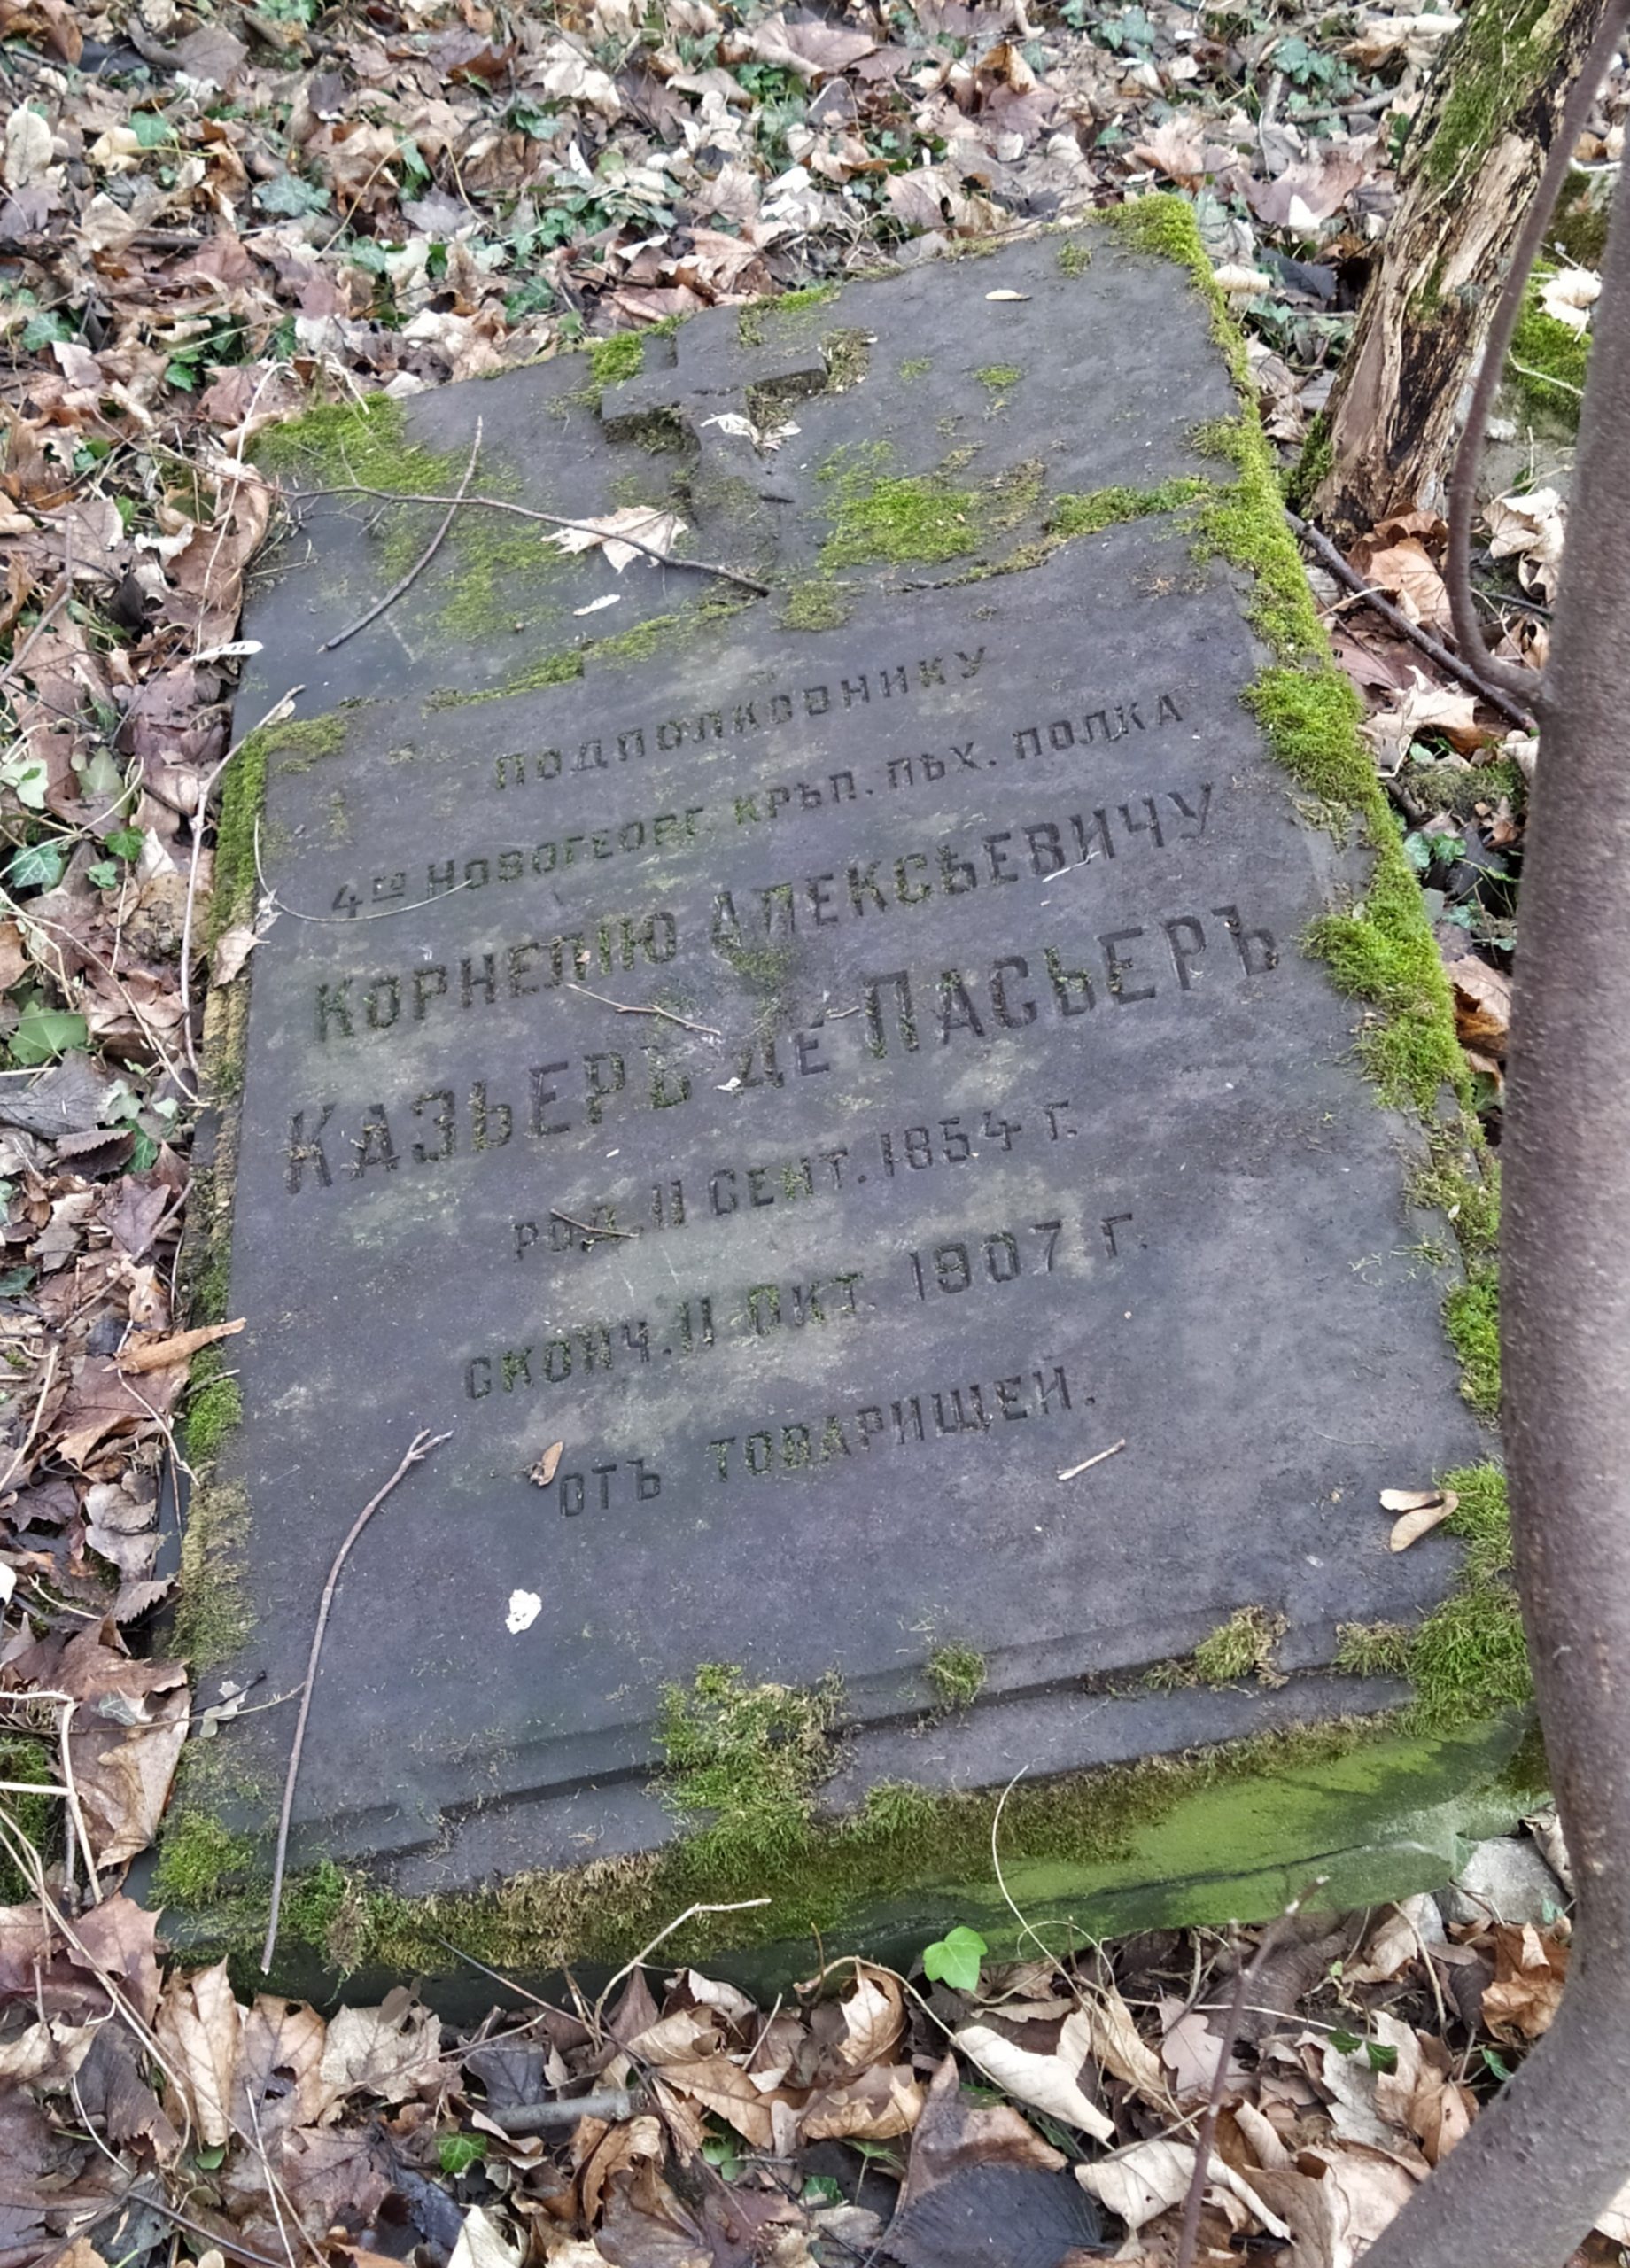 ПОДПОЛКОВНИКУ
4го НОВОГЕОРГ. КРѢП. ПѢХ. ПОЛКА
КОРНЕЛІЮ АЛЕКСѢЕВИЧУ
КАЗЬЕРЪ ДЕ ПАСЬЕРЪ
РОД. 11 СЕНТ. 1854 Г.
СКОНЧ. 11 ОКТ. 1907 Г.
ОТЪ ТОВАРИЩЕЙ.